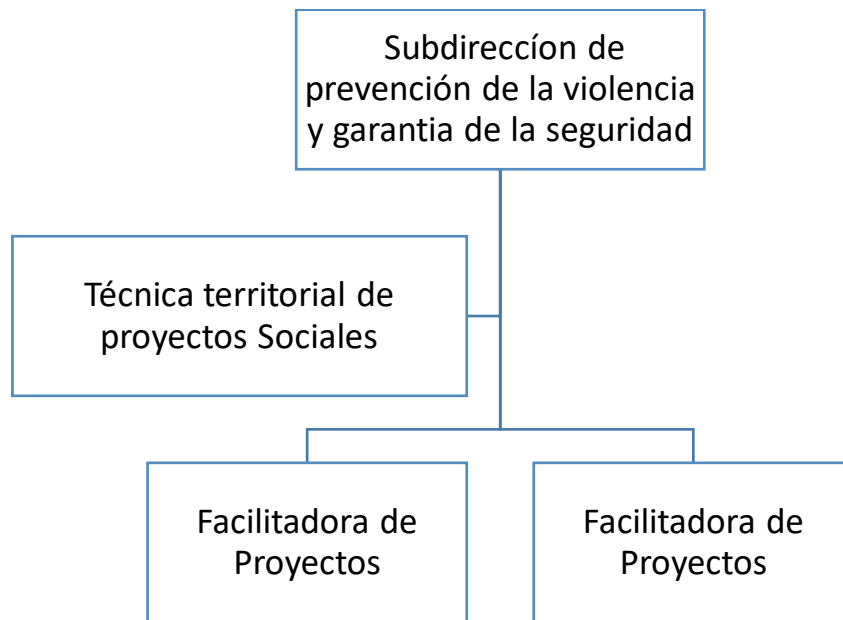 Subdireccíon de
prevención de la violencia
y garantia de la seguridad
Técnica territorial de
proyectos Sociales
Facilitadora de
Proyectos
Facilitadora de
Proyectos